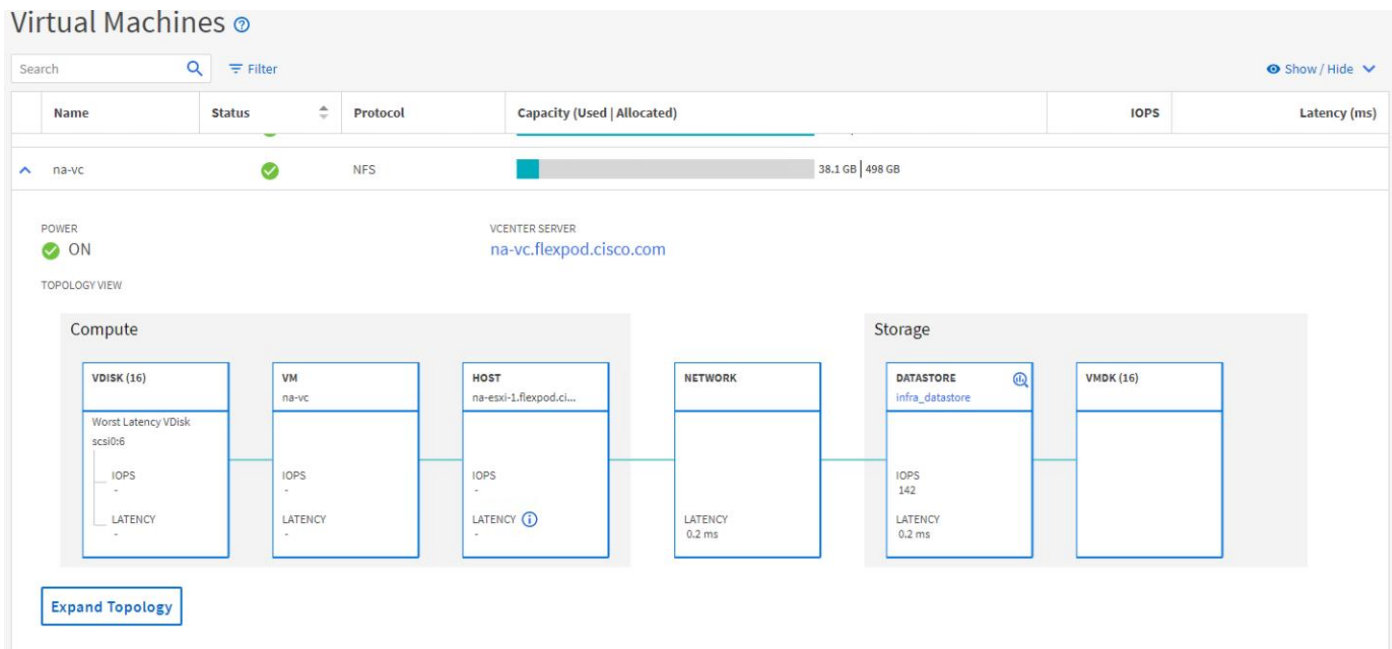 Virtual Machines
Search Filter Show / Hide
Name Status Protocol Capacity (Used | Allocated) IOPS Latency (ms)
na-vc NFS 38.1 GB 498 GB
POWER VCENTER SERVER
ON na-vc.flexpod.cisco.com
TOPOLOGY VIEW
Compute Storage
VDISK (16) VM HOST NETWORK DATASTORE VMDK (16)
na-vc na-esxi-1.flexpod.ci... infra_datastore
Worst Latency VDisk
scsi0:6
IOPS IOPS IOPS IOPS
- - - 142
LATENCY LATENCY LATENCY LATENCY LATENCY
- - - 0.2 ms 0.2 ms
Expand Topology